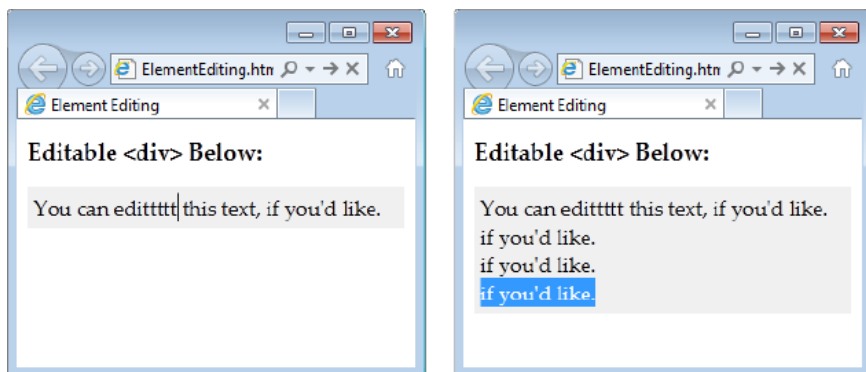 ElementEditing.htm
Element Editing
Editable <div> Below:
You can edittttt this text, if you'd like.
ElementEditing.htm
Element Editing
Editable <div> Below:
You can edittttt this text, if you'd like.
if you'd like.
if you'd like.
if you'd like.